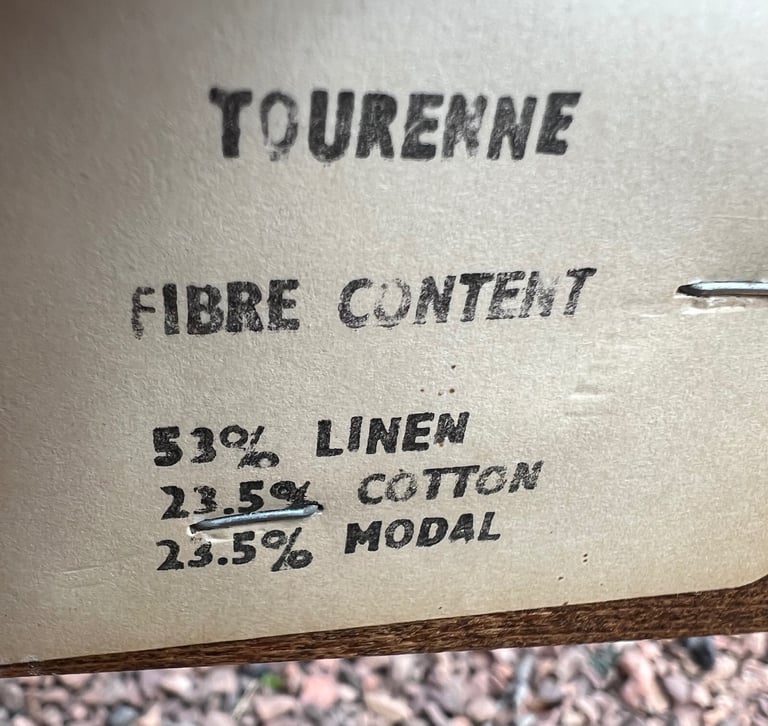 TOURENNE
FIBRE CONTENT
53% LINEN
23.5% COTTON
23.5% MODAL